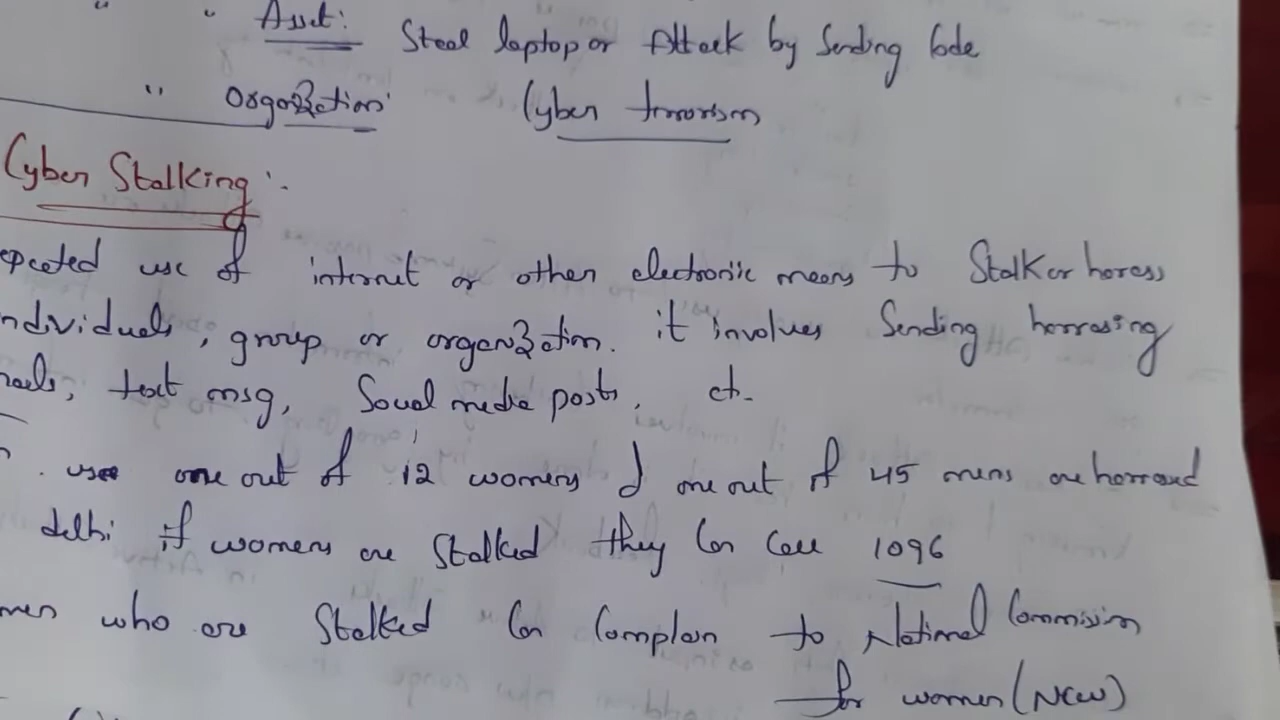 " " Asset: Steal laptop or Attack by Sending Code
" Organization: Cyber terrorism
Cyber Stalking :-
epeated use of internet or other electronic means to Stalk or haress
ndividuals, group or organization. it involves Sending harrasing
mails, text msg, Social media posts, etc.
use one out of 12 womens & one out of 45 mens are harrased
delhi if womens are Stalked they Can Call 1096
men who are Stalked Can Complain to National Commision
for women (NCW)